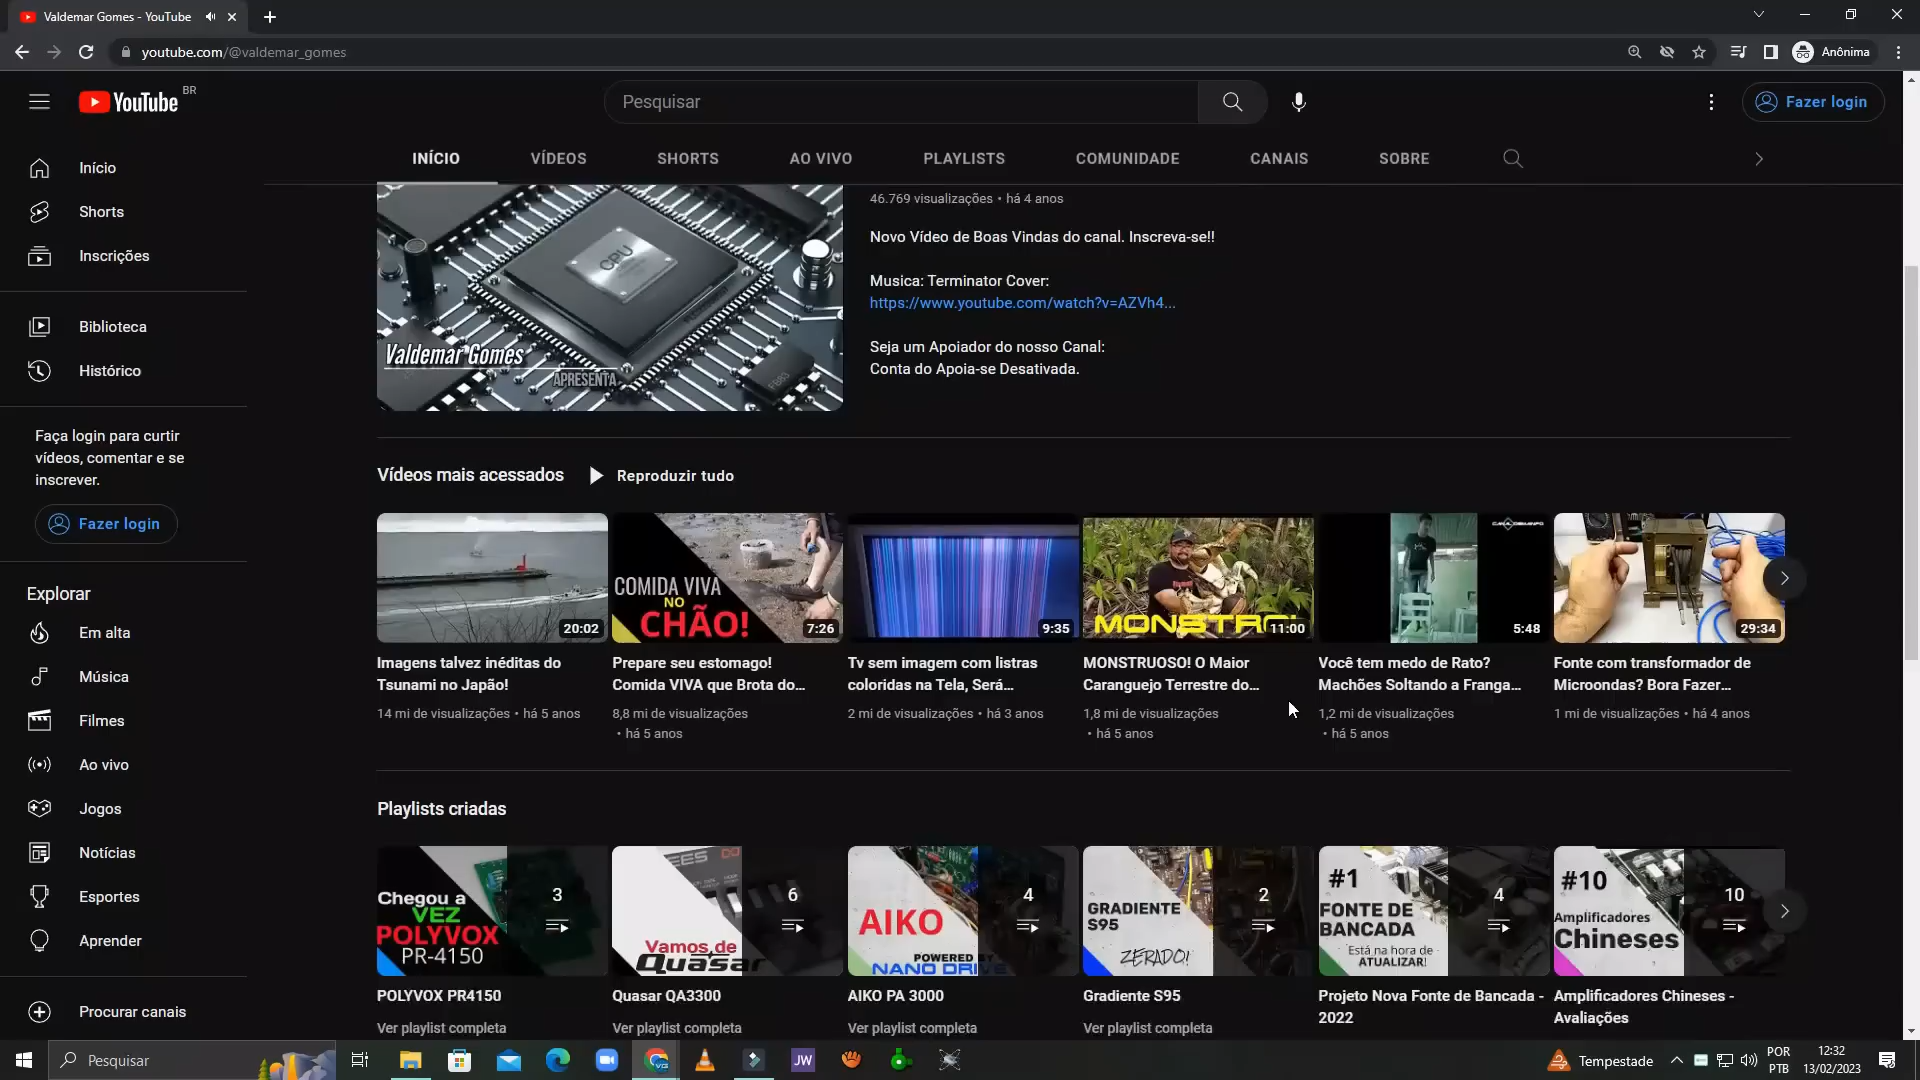 Valdemar Gomes - YouTube
youtube.com/@valdemar_gomes
Anônima
YouTube BR
Pesquisar
Fazer login
INÍCIO VÍDEOS SHORTS AO VIVO PLAYLISTS COMUNIDADE CANAIS SOBRE
Início
Shorts
Inscrições
Biblioteca
Histórico
Faça login para curtir
vídeos, comentar e se
inscrever.
Fazer login
Explorar
Em alta
Música
Filmes
Ao vivo
Jogos
Notícias
Esportes
Aprender
Procurar canais
CPU
Valdemar Gomes
APRESENTA
46.769 visualizações • há 4 anos
Novo Vídeo de Boas Vindas do canal. Inscreva-se!!
Musica: Terminator Cover:
https://www.youtube.com/watch?v=AZVh4...
Seja um Apoiador do nosso Canal:
Conta do Apoia-se Desativada.
Vídeos mais acessados
Reproduzir tudo
20:02
Imagens talvez inéditas do
Tsunami no Japão!
14 mi de visualizações • há 5 anos
COMIDA VIVA
NO
CHÃO!
7:26
Prepare seu estomago!
Comida VIVA que Brota do...
8,8 mi de visualizações
• há 5 anos
9:35
Tv sem imagem com listras
coloridas na Tela, Será...
2 mi de visualizações • há 3 anos
11:00
MONSTRUOSO! O Maior
Caranguejo Terrestre do...
1,8 mi de visualizações
• há 5 anos
5:48
Você tem medo de Rato?
Machões Soltando a Franga...
1,2 mi de visualizações
• há 5 anos
29:34
Fonte com transformador de
Microondas? Bora Fazer...
1 mi de visualizações • há 4 anos
Playlists criadas
Chegou a
VEZ
POLYVOX
PR-4150
3
POLYVOX PR4150
Ver playlist completa
Vamos de
Quasar
6
Quasar QA3300
Ver playlist completa
AIKO
POWERED BY
NANO DRIVE
4
AIKO PA 3000
Ver playlist completa
GRADIENTE
S95
ZERADO!
2
Gradiente S95
Ver playlist completa
#1
FONTE DE
BANCADA
Está na hora de
ATUALIZAR!
4
Projeto Nova Fonte de Bancada -
2022
#10
Amplificadores
Chineses
10
Amplificadores Chineses -
Avaliações
Pesquisar
JW
Tempestade
POR
PTB
12:32
13/02/2023